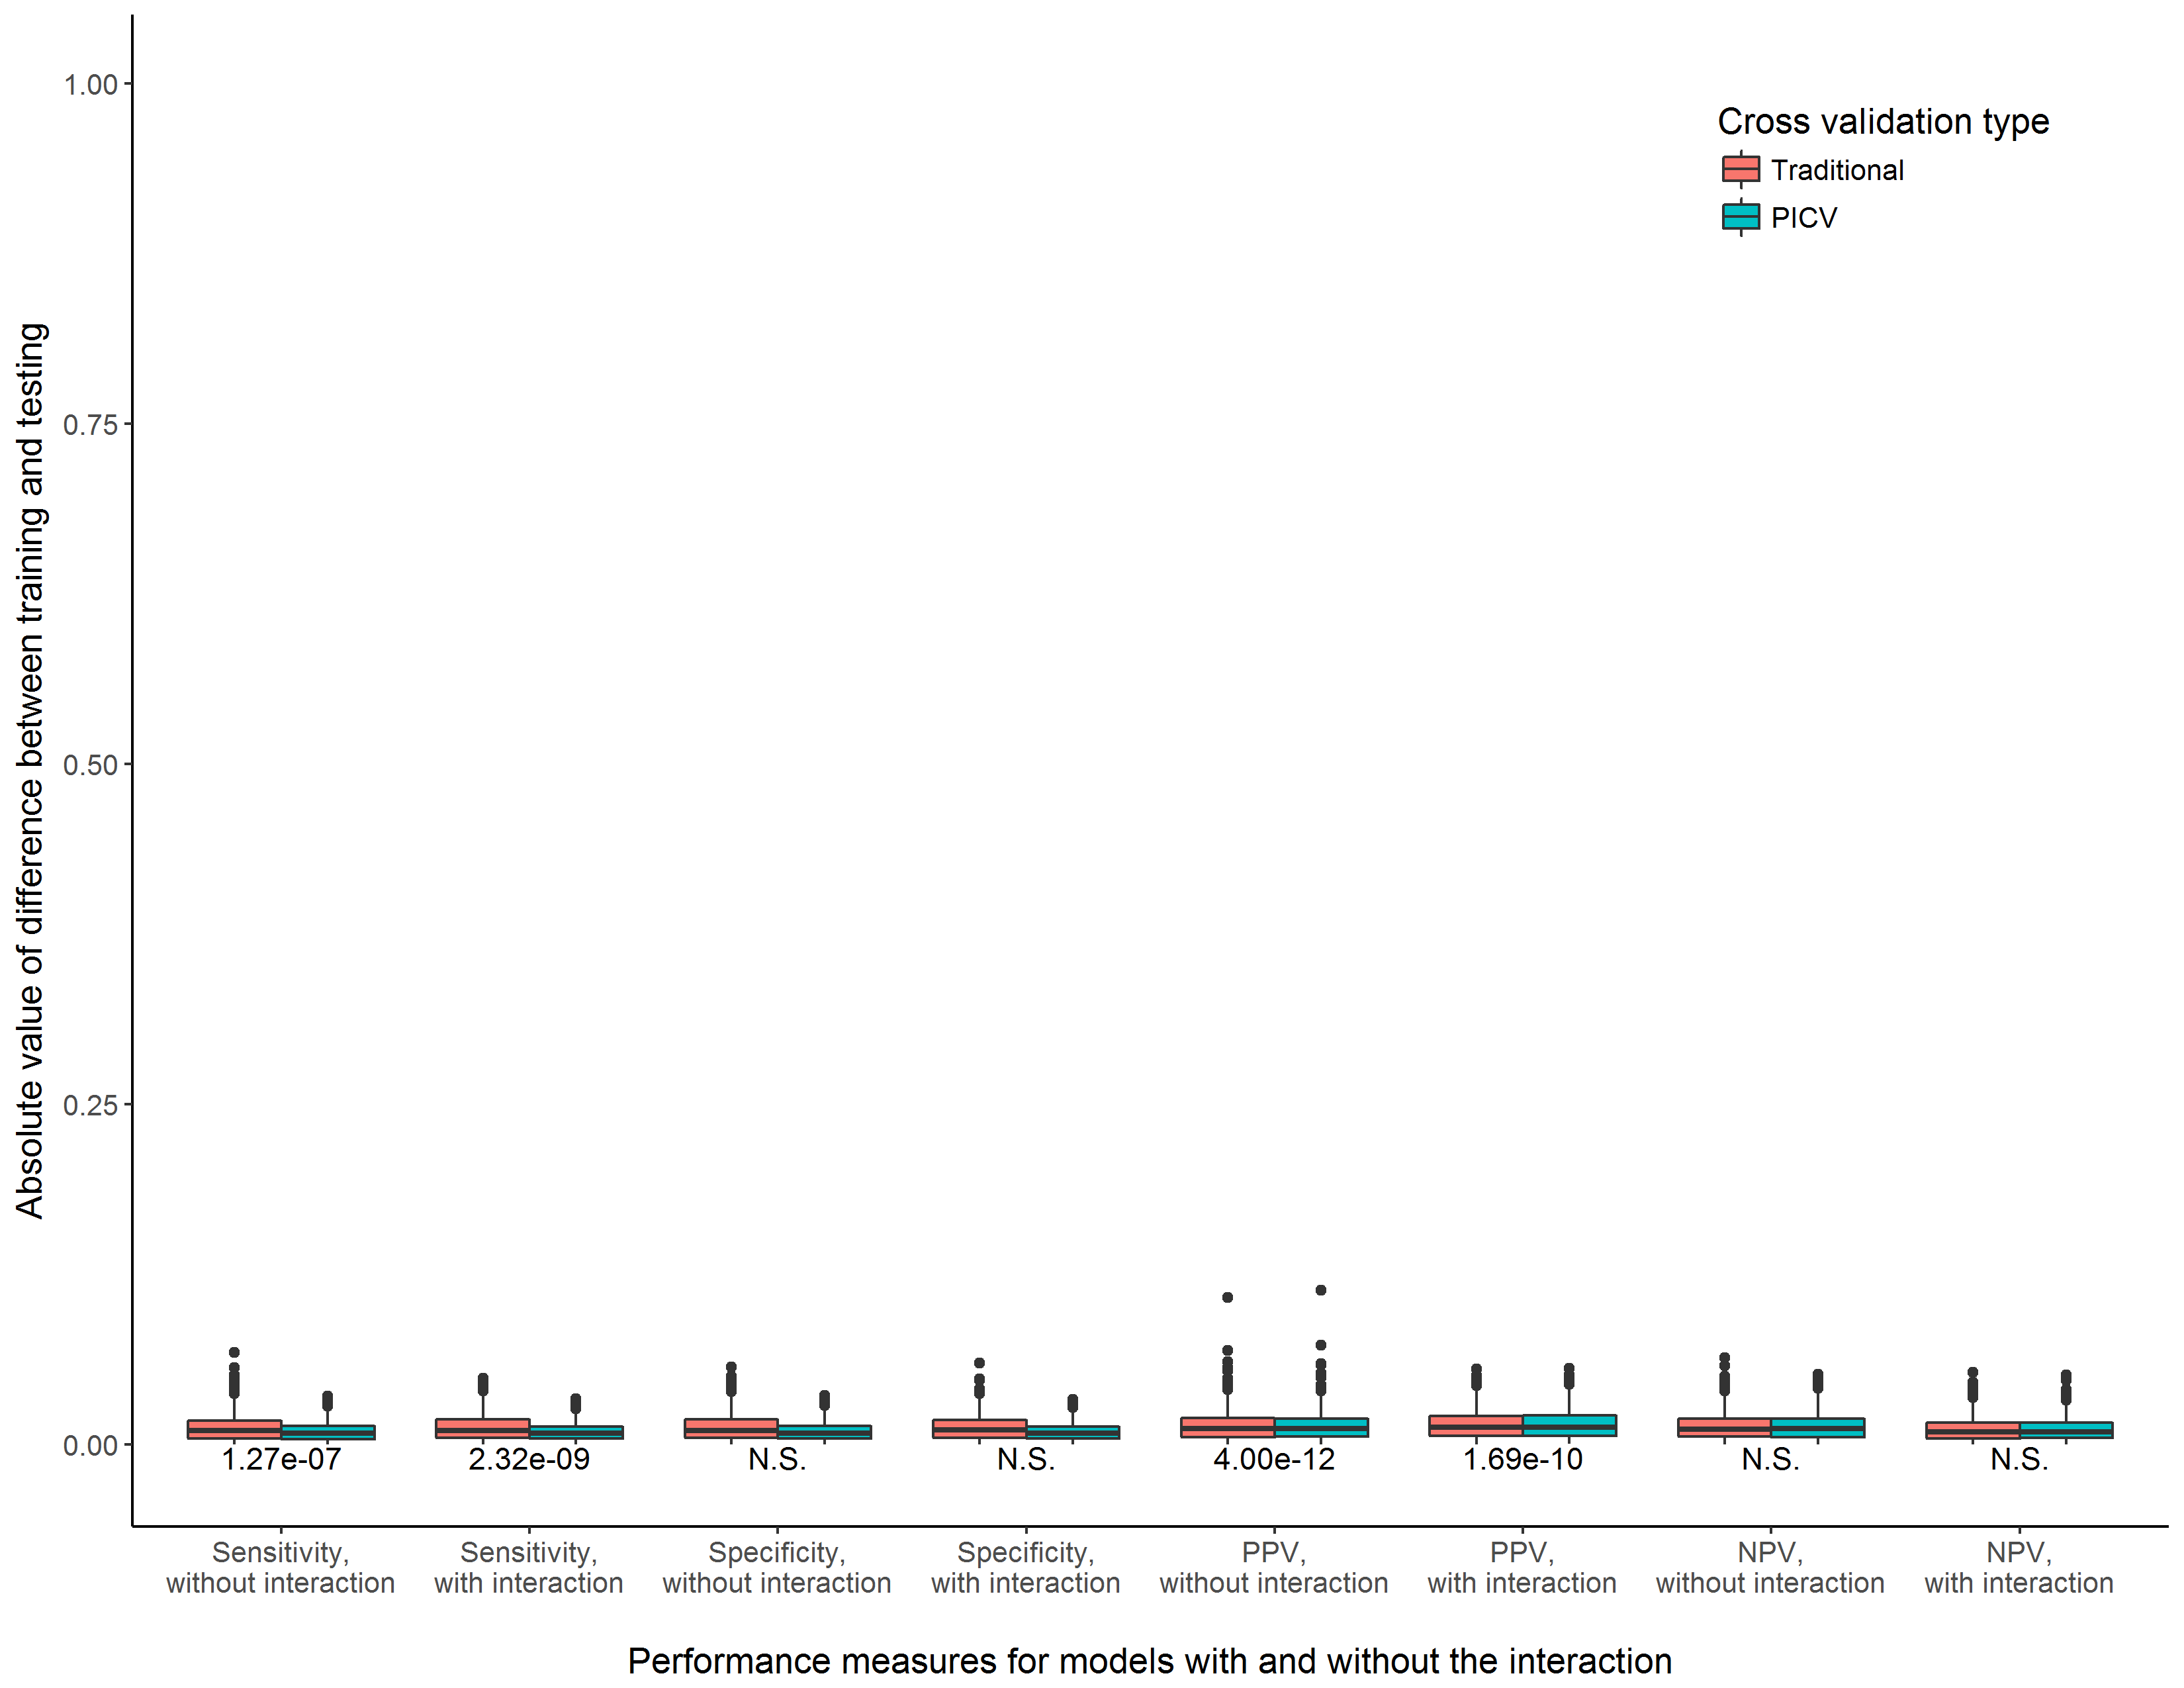 Absolute value of difference between training and testing
1.00
0.75
0.50
0.25
0.00
Cross validation type
Traditional
PICV
1.27e-07
2.32e-09
N.S.
N.S.
4.00e-12
1.69e-10
N.S.
N.S.
Sensitivity,
without interaction
Sensitivity,
with interaction
Specificity,
without interaction
Specificity,
with interaction
PPV,
without interaction
PPV,
with interaction
NPV,
without interaction
NPV,
with interaction
Performance measures for models with and without the interaction